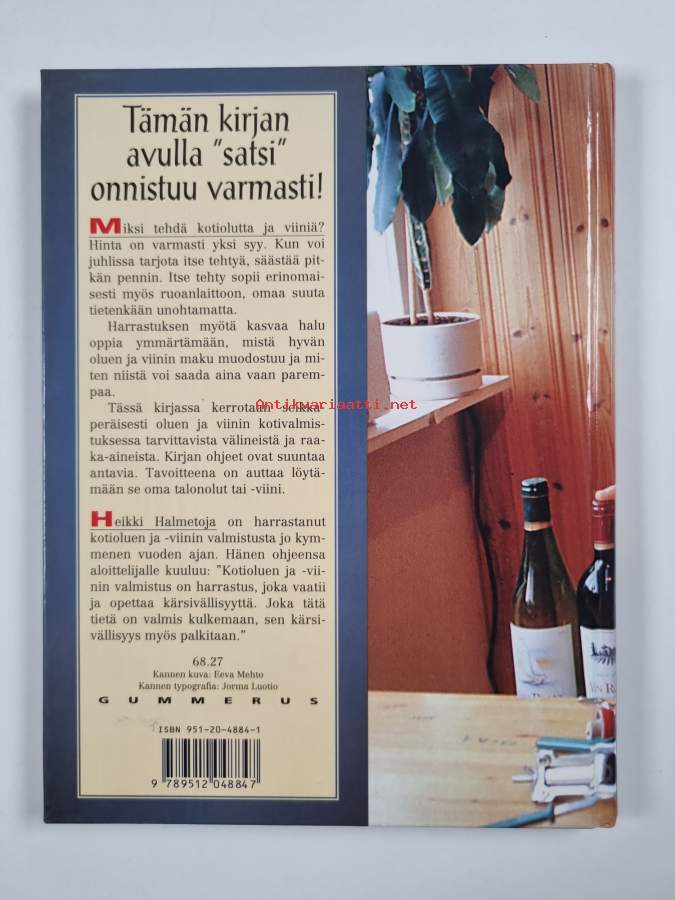 Tämän kirjan
avulla "satsi"
onnistuu varmasti!
Miksi tehdä kotiolutta ja viiniä?
Hinta on varmasti yksi syy. Kun voi
juhlissa tarjota itse tehtyä, säästää pit-
kän pennin. Itse tehty sopii erinomai-
sesti myös ruoanlaittoon, omaa suuta
tietenkään unohtamatta.
Harrastuksen myötä kasvaa halu
oppia ymmärtämään, mistä hyvän
oluen ja viinin maku muodostuu ja mi-
ten niistä voi saada aina vaan parem-
paa.
Antikvariaatti.net
Tässä kirjassa kerrotaan seikka-
peräisesti oluen ja viinin kotivalmis-
tuksessa tarvittavista välineistä ja raa-
ka-aineista. Kirjan ohjeet ovat suuntaa
antavia. Tavoitteena on auttaa löytä-
mään se oma talonolut tai -viini.
Heikki Halmetoja on harrastanut
kotioluen ja -viinin valmistusta jo kym-
menen vuoden ajan. Hänen ohjeensa
aloittelijalle kuuluu: "Kotioluen ja -vii-
nin valmistus on harrastus, joka vaatii
ja opettaa kärsivällisyyttä. Joka tätä
tietä on valmis kulkemaan, sen kärsi-
vällisyys myös palkitaan."
68.27
Kannen kuva: Eeva Mehto
Kannen typografia: Jorma Luotio
GUMMERUS
ISBN 951-20-4884-1
9 789512 048847